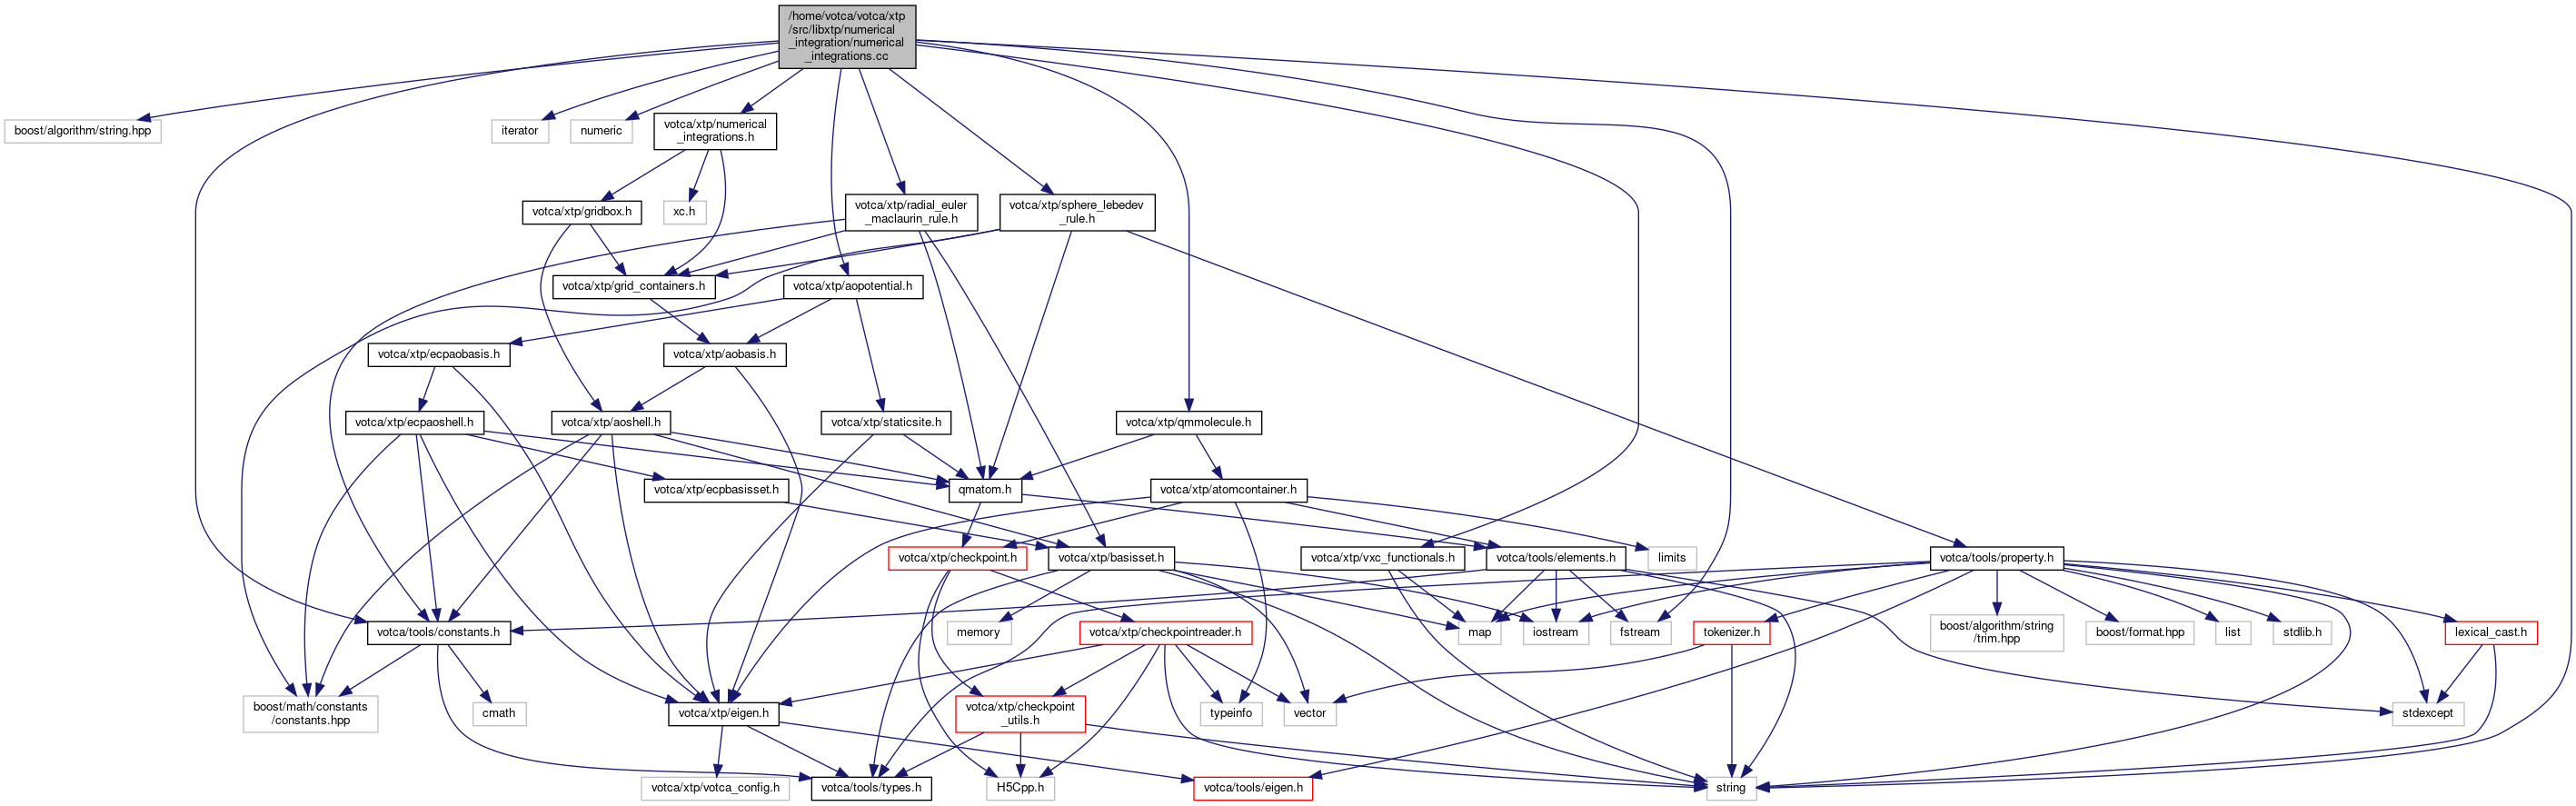 /home/votca/votca/xtp
/src/libxtp/numerical
_integration/numerical
_integrations.cc
boost/algorithm/string.hpp
iterator
numeric
votca/xtp/numerical
_integrations.h
votca/xtp/gridbox.h
xc.h
votca/xtp/radial_euler
_maclaurin_rule.h
votca/xtp/sphere_lebedev
_rule.h
votca/xtp/grid_containers.h
votca/xtp/aopotential.h
votca/xtp/ecpaobasis.h
votca/xtp/aobasis.h
votca/xtp/ecpaoshell.h
votca/xtp/aoshell.h
votca/xtp/staticsite.h
votca/xtp/qmmolecule.h
votca/xtp/ecpbasisset.h
qmatom.h
votca/xtp/atomcontainer.h
votca/xtp/checkpoint.h
votca/xtp/basisset.h
votca/xtp/vxc_functionals.h
votca/tools/elements.h
limits
votca/tools/property.h
votca/tools/constants.h
memory
votca/xtp/checkpointreader.h
map
iostream
fstream
tokenizer.h
boost/algorithm/string
/trim.hpp
boost/format.hpp
list
stdlib.h
lexical_cast.h
boost/math/constants
/constants.hpp
cmath
votca/xtp/eigen.h
votca/xtp/checkpoint
_utils.h
typeinfo
vector
stdexcept
votca/xtp/votca_config.h
votca/tools/types.h
H5Cpp.h
votca/tools/eigen.h
string